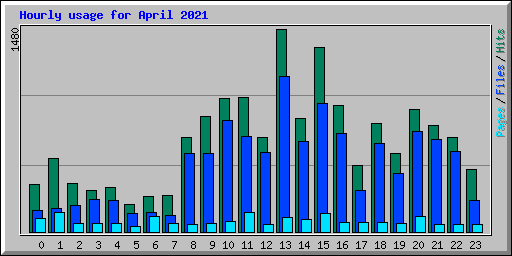 Hourly usage for April 2021
1480
Pages / Files / Hits
0 1 2 3 4 5 6 7 8 9 10 11 12 13 14 15 16 17 18 19 20 21 22 23